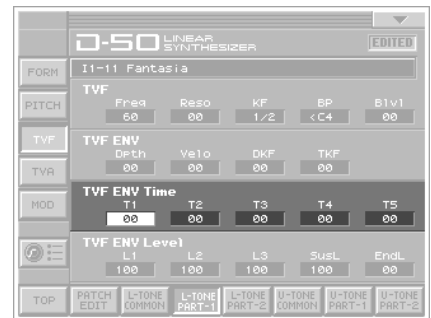 D-50 LINEAR SYNTHESIZER
EDITED
FORM
I1-11 Fantasia
PITCH
TVF
Freq Reso KF BP Blvl
60 00 1/2 <C4 00
TVF
TVF ENV
Dpth Velo DKF TKF
00 00 00 00
TVA
MOD
TVF ENV Time
T1 T2 T3 T4 T5
00 00 00 00 00
TVF ENV Level
L1 L2 L3 SusL EndL
100 100 100 100 00
TOP
PATCH EDIT
L-TONE COMMON
L-TONE PART-1
L-TONE PART-2
U-TONE COMMON
U-TONE PART-1
U-TONE PART-2